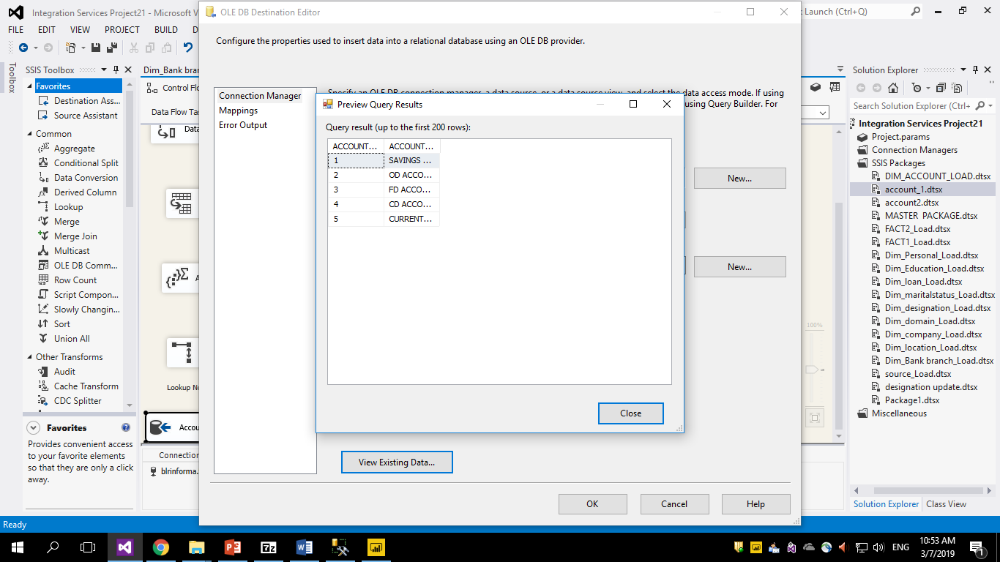 Integration Services Project21 - Microsoft V
OLE DB Destination Editor
Launch (Ctrl+Q)
FILE EDIT VIEW PROJECT BUILD D
Configure the properties used to insert data into a relational database using an OLE DB provider.
Toolbox
SSIS Toolbox
Favorites
Destination Ass...
Source Assistant
Common
Aggregate
Conditional Split
Data Conversion
Derived Column
Lookup
Merge
Merge Join
Multicast
OLE DB Comm...
Row Count
Script Compon...
Slowly Changin...
Sort
Union All
Other Transforms
Audit
Cache Transform
CDC Splitter
Favorites
Provides convenient access
to your favorite elements
so that they are only a click
away.
Dim_Bank bran
Control Flo
Data Flow Tas
Data
Lookup No
Accou
Connection
blrinforma.
Connection Manager
Mappings
Error Output
Specify an OLE DB connection manager, a data source, or a data source view, and select the data access mode. If using
using Query Builder. For
Preview Query Results
Query result (up to the first 200 rows):
ACCOUNT... ACCOUNT...
1 SAVINGS ...
2 OD ACCO...
3 FD ACCO...
4 CD ACCO...
5 CURRENT...
Close
New...
New...
View Existing Data...
OK Cancel Help
100%
Solution Explorer
Search Solution Explorer (Ctrl+
Integration Services Project21
Project.params
Connection Managers
SSIS Packages
DIM_ACCOUNT_LOAD.dtsx
account_1.dtsx
account2.dtsx
MASTER PACKAGE.dtsx
FACT2_Load.dtsx
FACT1_Load.dtsx
Dim_Personal_Load.dtsx
Dim_Education_Load.dtsx
Dim_loan_Load.dtsx
Dim_maritalstatus_Load.dtsx
Dim_designation_Load.dtsx
Dim_domain_Load.dtsx
Dim_company_Load.dtsx
Dim_location_Load.dtsx
Dim_Bank branch_Load.dtsx
source_Load.dtsx
designation update.dtsx
Package1.dtsx
Miscellaneous
Solution Explorer Class View
Ready
7z
ENG
10:53 AM
3/7/2019
1